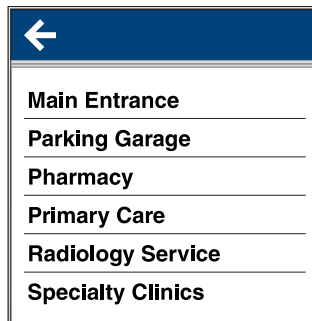 Main Entrance
Parking Garage
Pharmacy
Primary Care
Radiology Service
Specialty Clinics